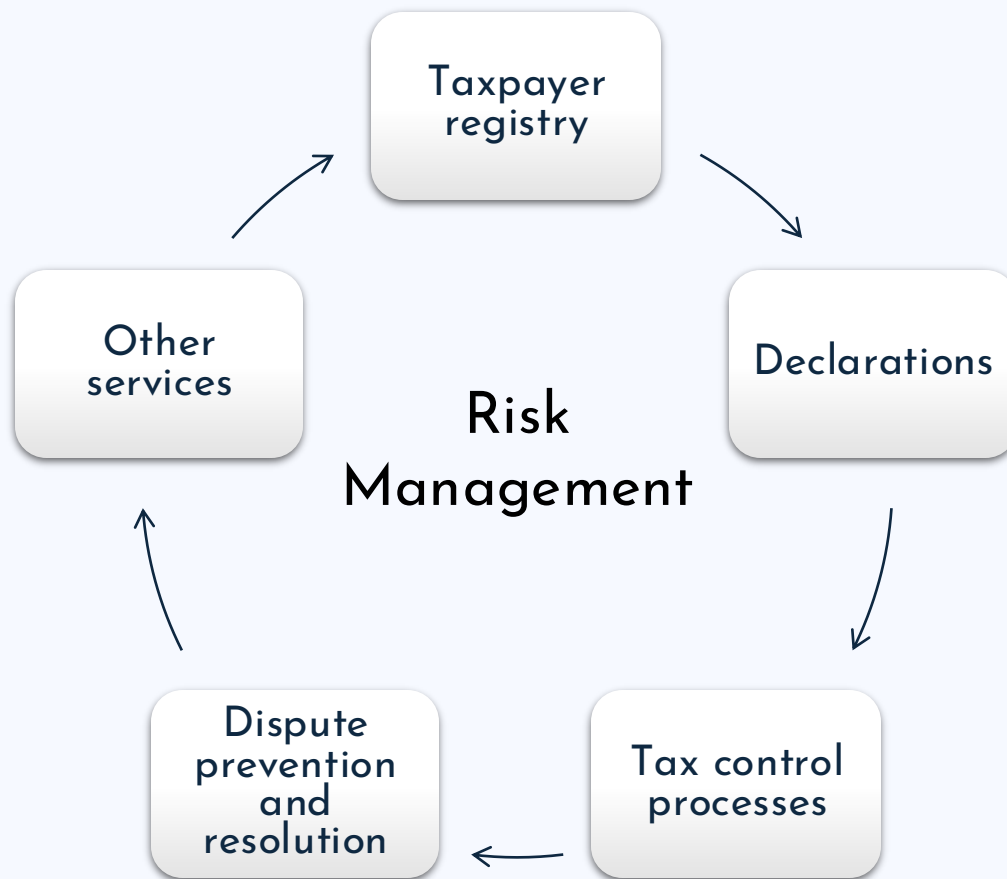 Taxpayer
registry
Declarations
Tax control
processes
Dispute
prevention
and
resolution
Other
services
Risk
Management